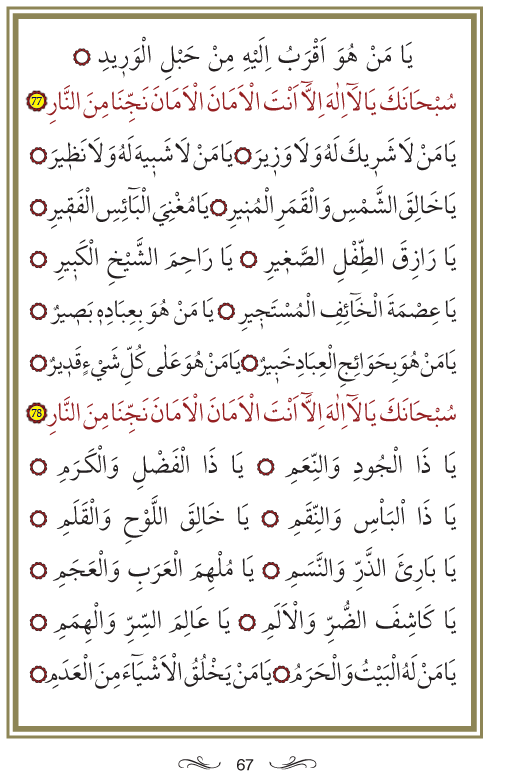 يَا مَنْ هُوَ اَقْرَبُ اِلَيْهِ مِنْ حَبْلِ الْوَر۪يدِ
سُبْحَانَكَ يَا لَٓا اِلٰهَ اِلَّٓا اَنْتَ الْاَمَانَ الْاَمَانَ نَجِّنَا مِنَ النَّارِ 77
يَا مَنْ لَا شَر۪يكَ لَهُ وَلَا وَز۪يرَ يَا مَنْ لَا شَب۪يهَ لَهُ وَلَا نَظ۪يرَ
يَا خَالِقَ الشَّمْسِ وَالْقَمَرِ الْمُن۪يرِ يَا مُغْنِيَ الْبَٓائِسِ الْفَق۪يرِ
يَا رَازِقَ الطِّفْلِ الصَّغ۪يرِ يَا رَاحِمَ الشَّيْخِ الْكَب۪يرِ
يَا عِصْمَةَ الْخَٓائِفِ الْمُسْتَج۪يرِ يَا مَنْ هُوَ بِعِبَادِه۪ بَص۪يرٌ
يَا مَنْ هُوَ بِحَوَائِجِ الْعِبَادِ خَب۪يرٌ يَا مَنْ هُوَ عَلٰى كُلِّ شَيْءٍ قَد۪يرٌ
سُبْحَانَكَ يَا لَٓا اِلٰهَ اِلَّٓا اَنْتَ الْاَمَانَ الْاَمَانَ نَجِّنَا مِنَ النَّارِ 78
يَا ذَا الْجُودِ وَالنِّعَمِ يَا ذَا الْفَضْلِ وَالْكَرَمِ
يَا ذَا اْلبَأْسِ وَالنِّقَمِ يَا خَالِقَ اللَّوْحِ وَالْقَلَمِ
يَا بَارِئَ الذَّرِّ وَالنَّسَمِ يَا مُلْهِمَ الْعَرَبِ وَالْعَجَمِ
يَا كَاشِفَ الضُّرِّ وَالْاَلَمِ يَا عَالِمَ السِّرِّ وَالْهِمَمِ
يَا مَنْ لَهُ الْبَيْتُ وَالْحَرَمُ يَا مَنْ يَخْلُقُ الْاَشْيَٓاءَ مِنَ الْعَدَمِ
67